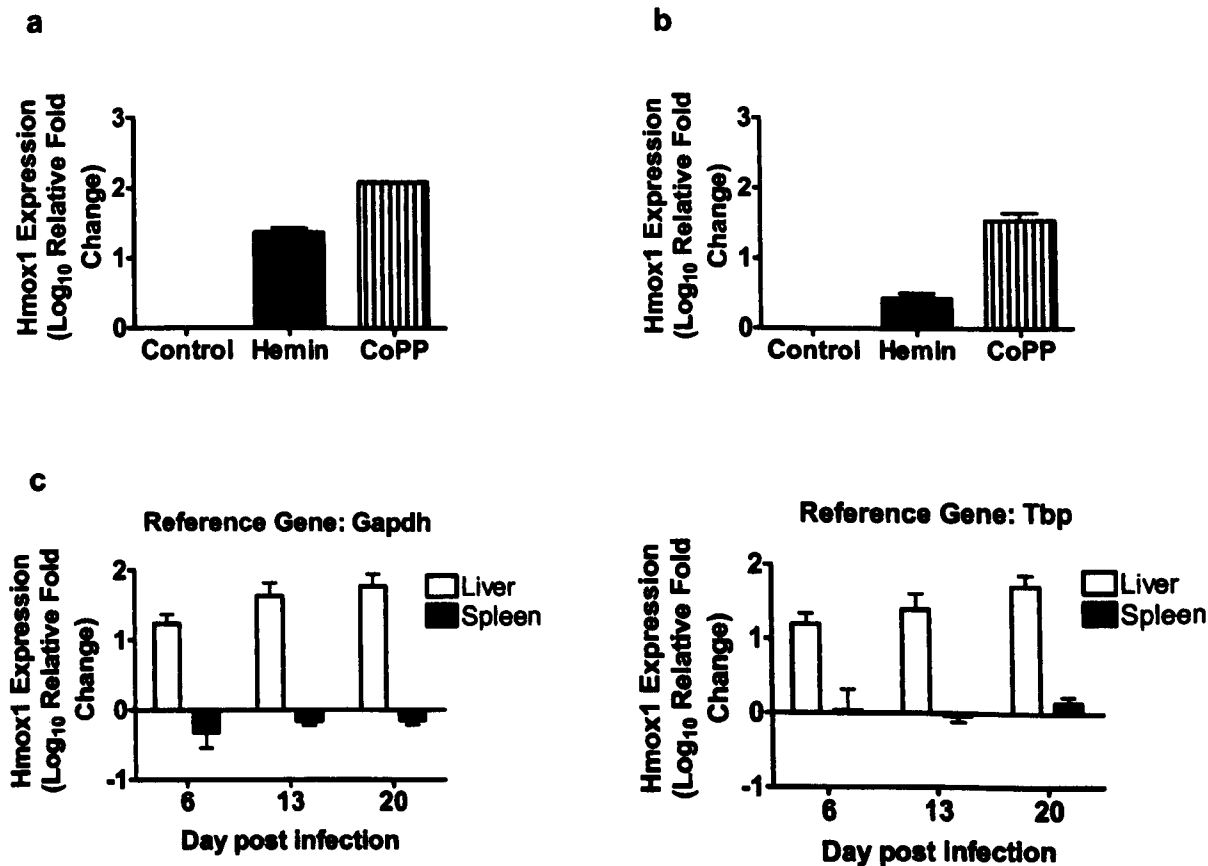 a
Hmox1 Expression
(Log₁₀ Relative Fold
Change)
3
2
1
0
Control Hemin CoPP
b
Hmox1 Expression
(Log₁₀ Relative Fold
Change)
3
2
1
0
Control Hemin CoPP
c
Reference Gene: Gapdh
Hmox1 Expression
(Log₁₀ Relative Fold
Change)
2
1
0
-1
Liver
Spleen
6 13 20
Day post infection
Reference Gene: Tbp
Hmox1 Expression
(Log₁₀ Relative Fold
Change)
2
1
0
-1
Liver
Spleen
6 13 20
Day post infection